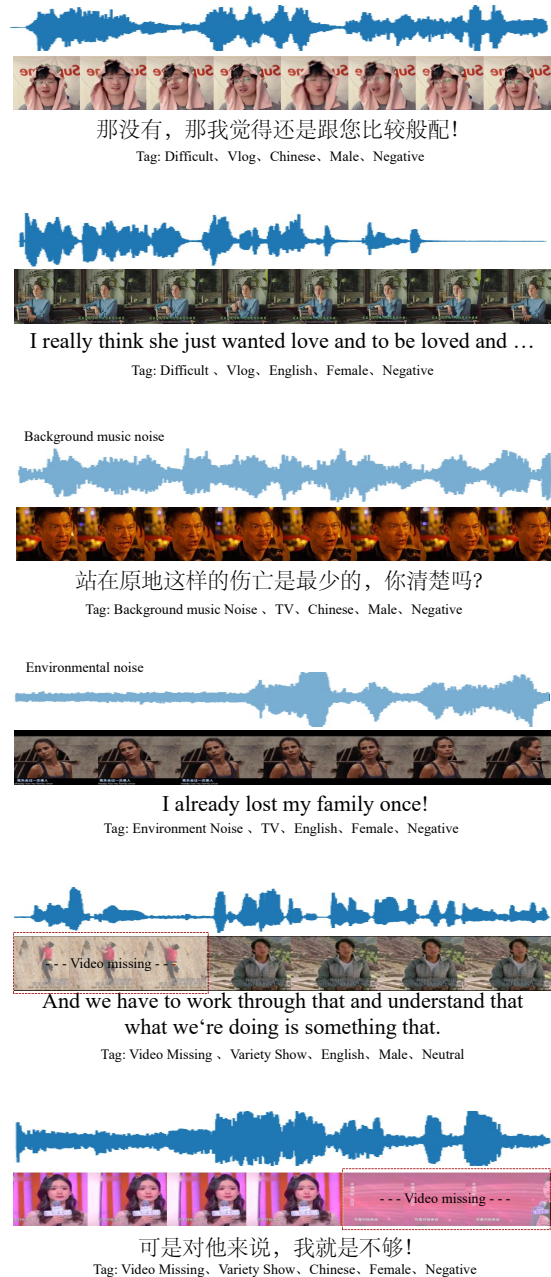 那没有，那我觉得还是跟您比较般配！
Tag: Difficult、Vlog、Chinese、Male、Negative
I really think she just wanted love and to be loved and …
Tag: Difficult 、Vlog、English、Female、Negative
Background music noise
站在原地这样的伤亡是最少的，你清楚吗？
Tag: Background music Noise 、TV、Chinese、Male、Negative
Environmental noise
I already lost my family once!
Tag: Environment Noise 、TV、English、Female、Negative
- - - Video missing - - -
And we have to work through that and understand that
what we‘re doing is something that.
Tag: Video Missing 、Variety Show、English、Male、Neutral
- - - Video missing - - -
可是对他来说，我就是不够！
Tag: Video Missing、Variety Show、Chinese、Female、Negative